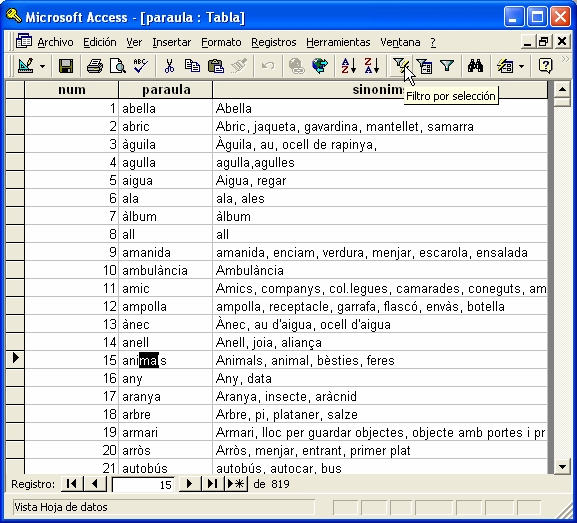 Microsoft Access - [paraula : Tabla]
Archivo Edición Ver Insertar Formato Registros Herramientas Ventana ?
num paraula sinonims
Filtro por selección
1 abella Abella
2 abric Abric, jaqueta, gavardina, mantellet, samarra
3 àguila Àguila, au, ocell de rapinya,
4 agulla agulla,agulles
5 aigua Aigua, regar
6 ala ala, ales
7 àlbum àlbum
8 all all
9 amanida amanida, enciam, verdura, menjar, escarola, ensalada
10 ambulància Ambulància
11 amic Amics, companys, col.legues, camarades, coneguts, am
12 ampolla ampolla, receptacle, garrafa, flascó, envàs, botella
13 ànec Ànec, au d'aigua, ocell d'aigua
14 anell Anell, joia, aliança
15 animals Animals, animal, bèsties, feres
16 any Any, data
17 aranya Aranya, insecte, aràcnid
18 arbre Arbre, pi, plataner, salze
19 armari Armari, lloc per guardar objectes, objecte amb portes i pr
20 arròs Arròs, menjar, entrant, primer plat
21 autobús autobús, autocar, bus
Registro: 15 de 819
Vista Hoja de datos